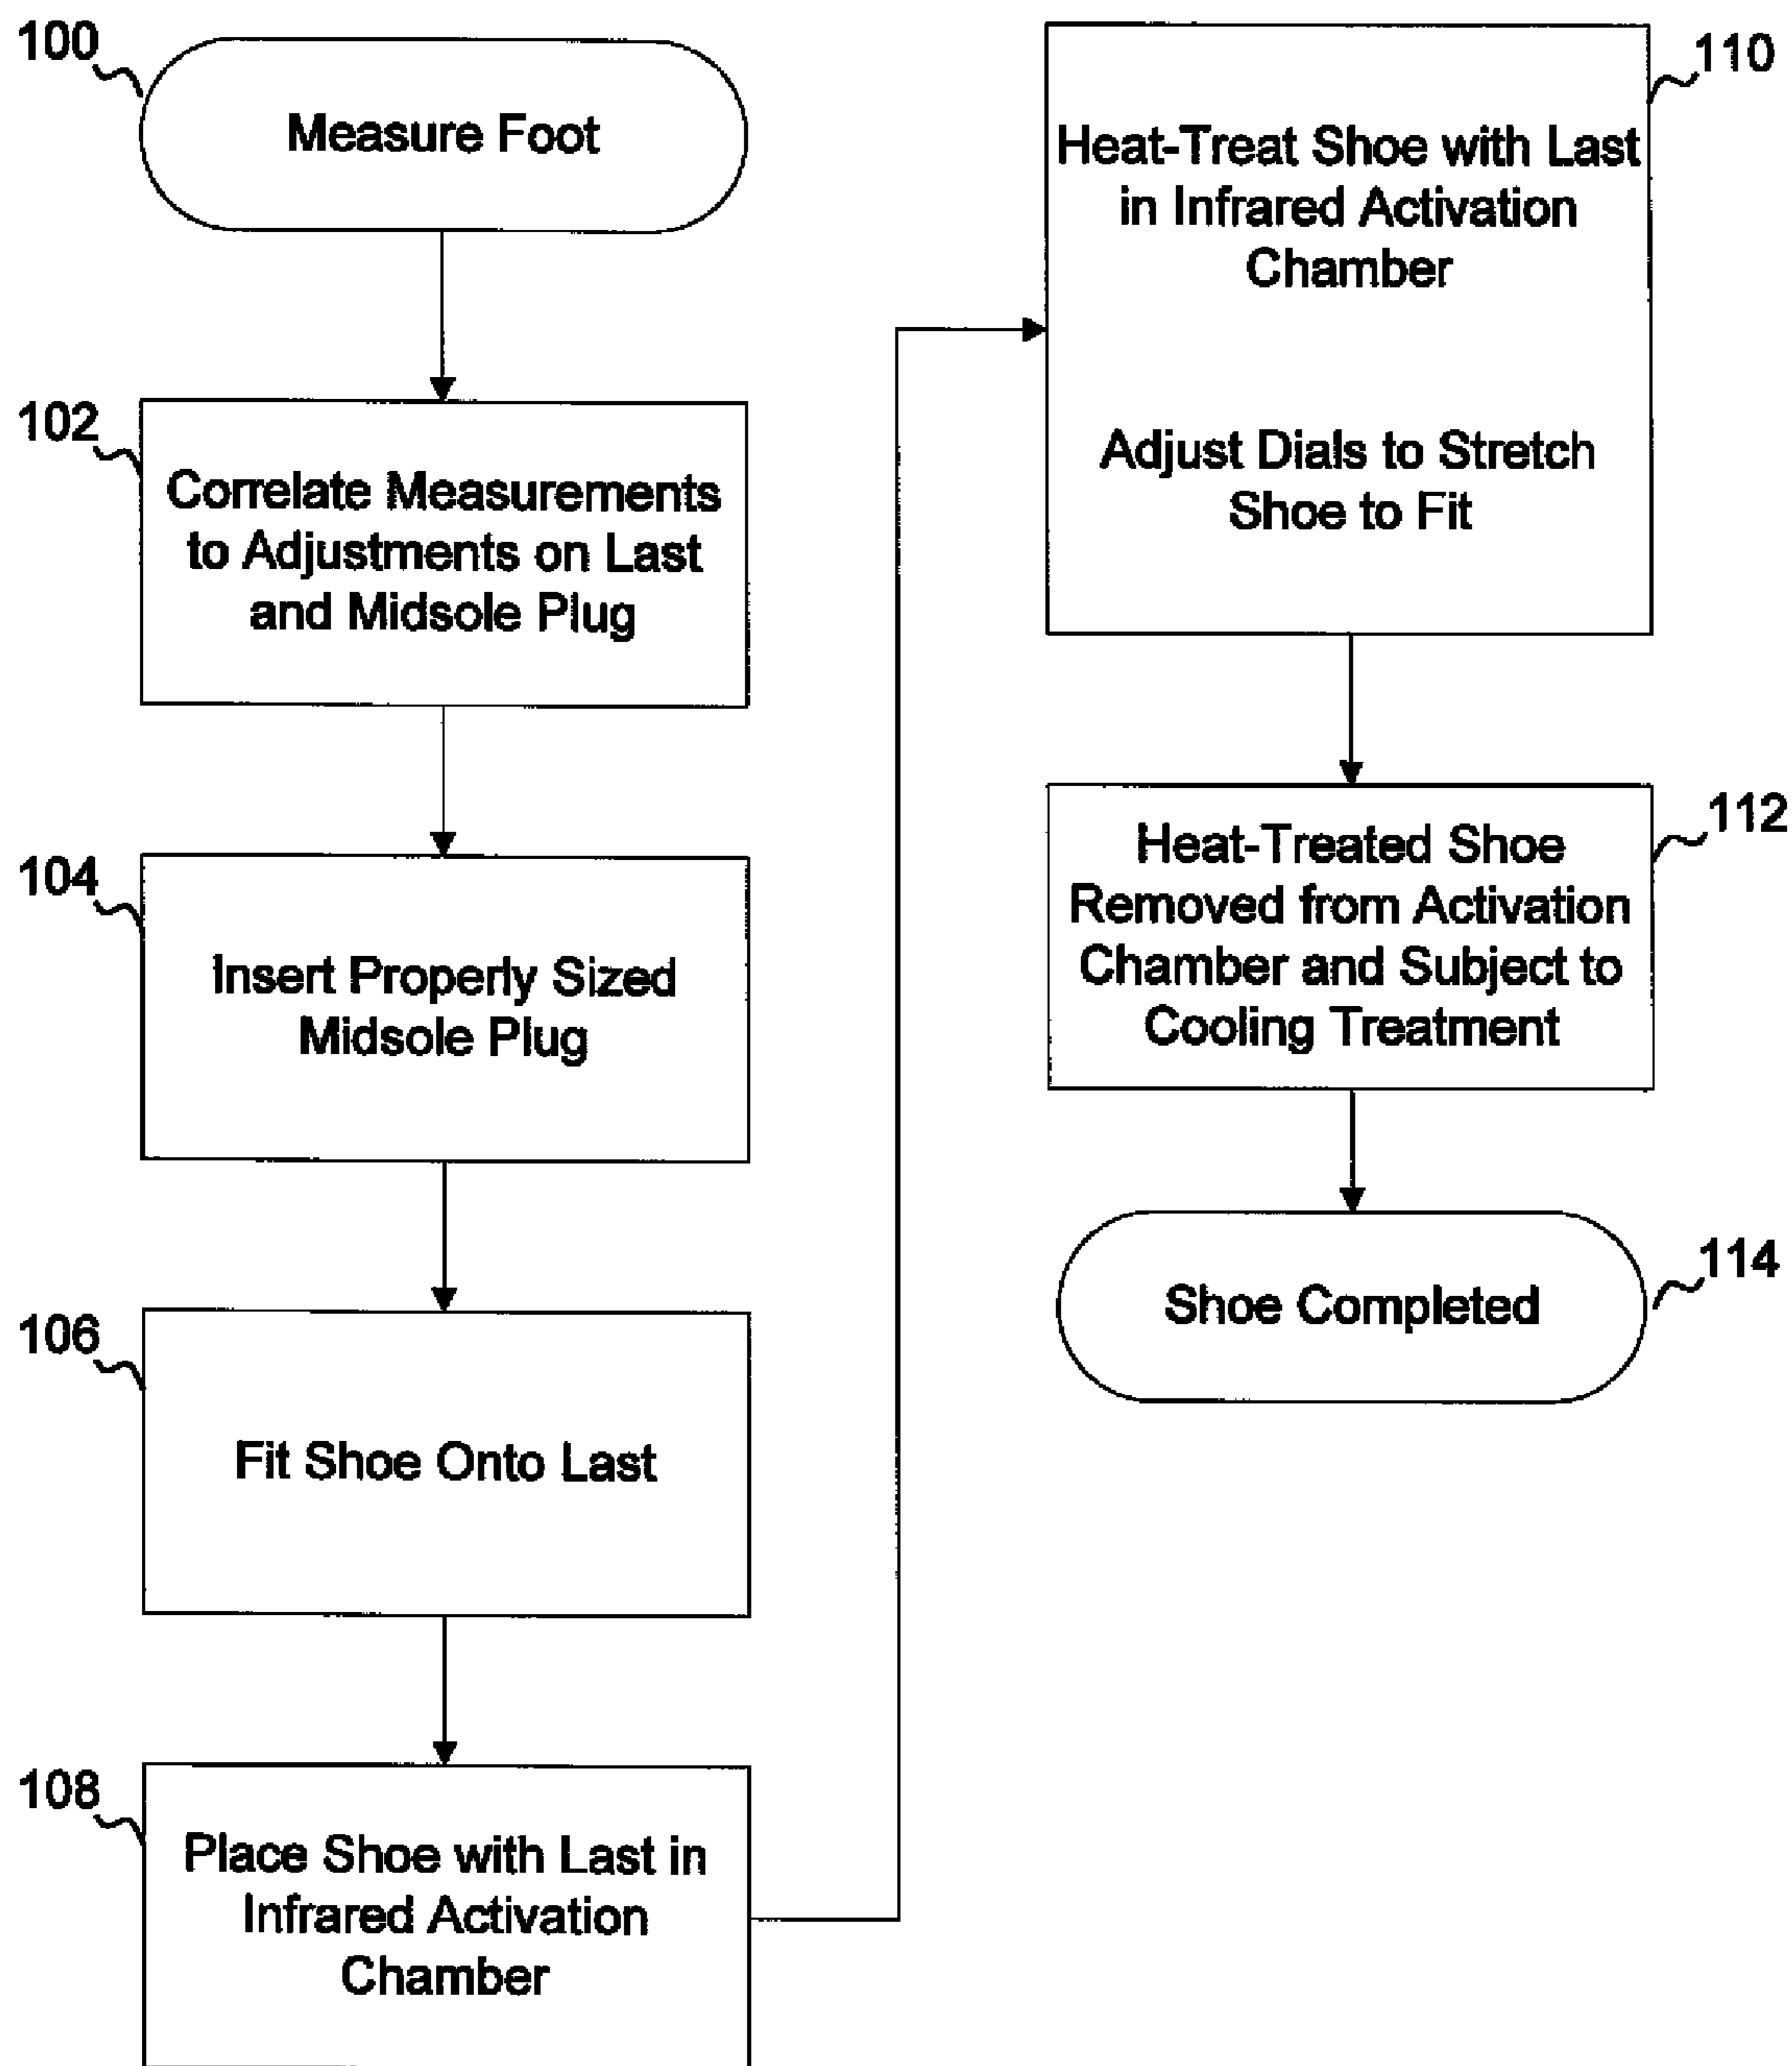 100
Measure Foot
102
Correlate Measurements
to Adjustments on Last
and Midsole Plug
104
Insert Properly Sized
Midsole Plug
106
Fit Shoe Onto Last
108
Place Shoe with Last in
Infrared Activation
Chamber
110
Heat-Treat Shoe with Last
in Infrared Activation
Chamber
Adjust Dials to Stretch
Shoe to Fit
112
Heat-Treated Shoe
Removed from Activation
Chamber and Subject to
Cooling Treatment
114
Shoe Completed